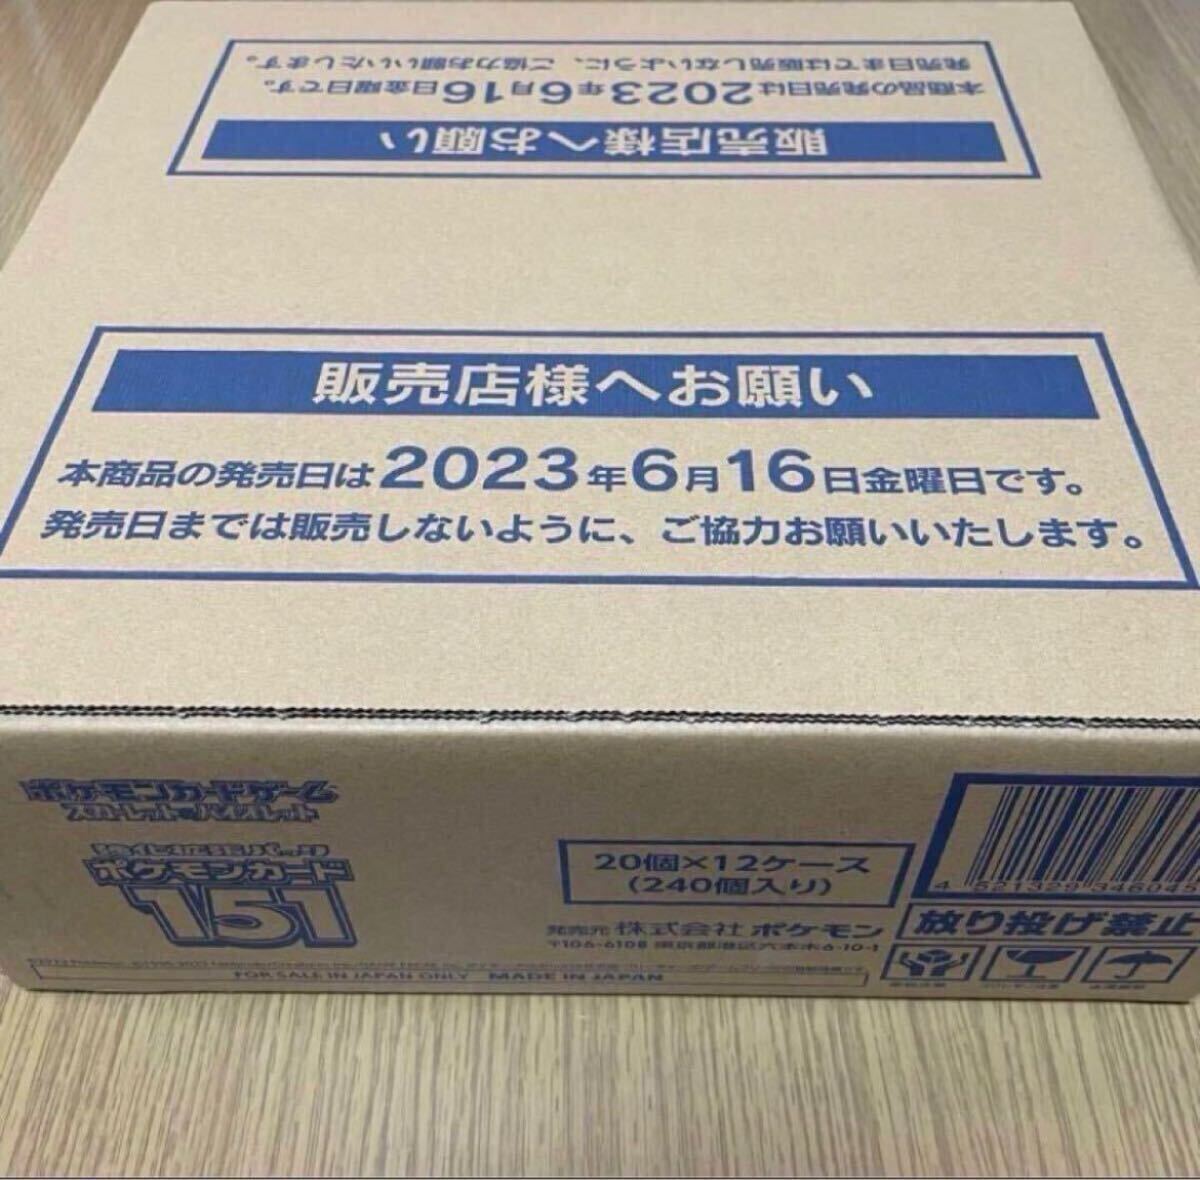 発売日までは販売しないように、ご協力お願いいたします。
本商品の発売日は2023年6月16日金曜日です。
販売店様へお願い
販売店様へお願い
本商品の発売日は2023年6月16日金曜日です。
発売日までは販売しないように、ご協力お願いいたします。
ポケモンカードゲーム
スカーレット&バイオレット
強化拡張パック
ポケモンカード
151
20個×12ケース
(240個入り)
発売元 株式会社 ポケモン
〒106-6108 東京都港区六本木6-10-1
FOR SALE IN JAPAN ONLY MADE IN JAPAN
4 521329 346045
放り投げ禁止